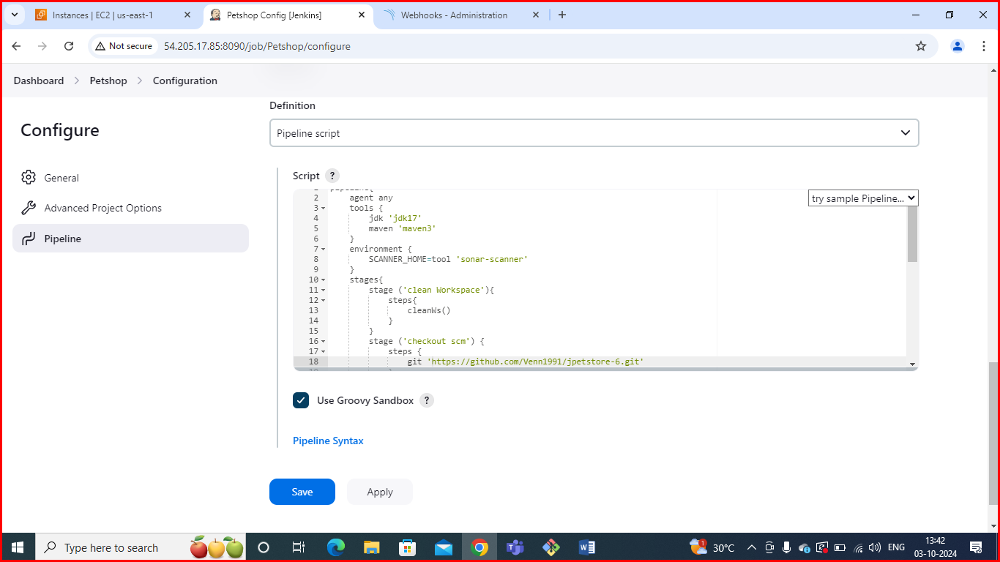 Instances | EC2 | us-east-1
Petshop Config [Jenkins]
Webhooks - Administration
Not secure
54.205.17.85:8090/job/Petshop/configure
Dashboard
Petshop
Configuration
Configure
General
Advanced Project Options
Pipeline
Definition
Pipeline script
Script ?
try sample Pipeline...
2 agent any
3 tools {
4 jdk 'jdk17'
5 maven 'maven3'
6 }
7 environment {
8 SCANNER_HOME=tool 'sonar-scanner'
9 }
10 stages{
11 stage ('clean Workspace'){
12 steps{
13 cleanWs()
14 }
15 }
16 stage ('checkout scm') {
17 steps {
18 git 'https://github.com/Venn1991/jpetstore-6.git'
Use Groovy Sandbox ?
Pipeline Syntax
Save
Apply
Type here to search
1
30°C
ENG
13:42
03-10-2024